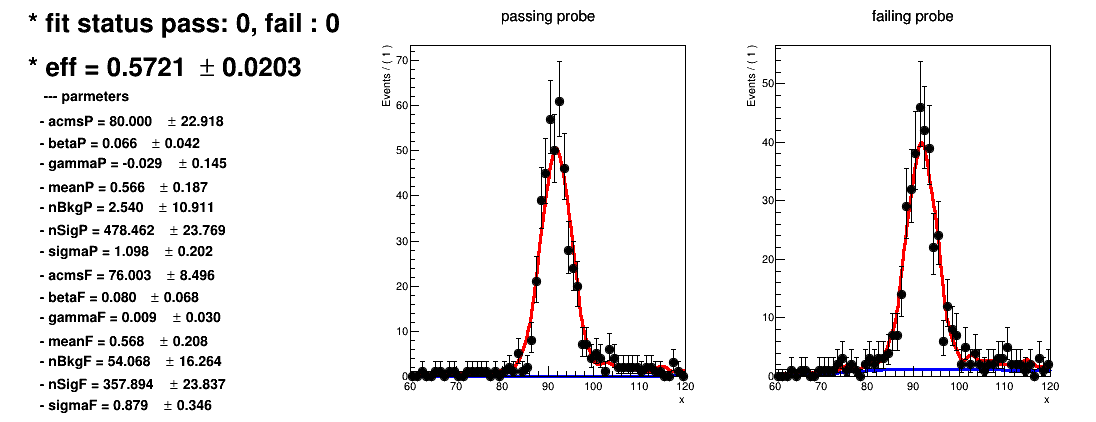 * fit status pass: 0, fail : 0
* eff = 0.5721 ± 0.0203
--- parmeters
- acmsP = 80.000 ± 22.918
- betaP = 0.066 ± 0.042
- gammaP = -0.029 ± 0.145
- meanP = 0.566 ± 0.187
- nBkgP = 2.540 ± 10.911
- nSigP = 478.462 ± 23.769
- sigmaP = 1.098 ± 0.202
- acmsF = 76.003 ± 8.496
- betaF = 0.080 ± 0.068
- gammaF = 0.009 ± 0.030
- meanF = 0.568 ± 0.208
- nBkgF = 54.068 ± 16.264
- nSigF = 357.894 ± 23.837
- sigmaF = 0.879 ± 0.346
passing probe
Events / ( 1 )
70
60
50
40
30
20
10
0
60 70 80 90 100 110 120
x
failing probe
Events / ( 1 )
50
40
30
20
10
0
60 70 80 90 100 110 120
x